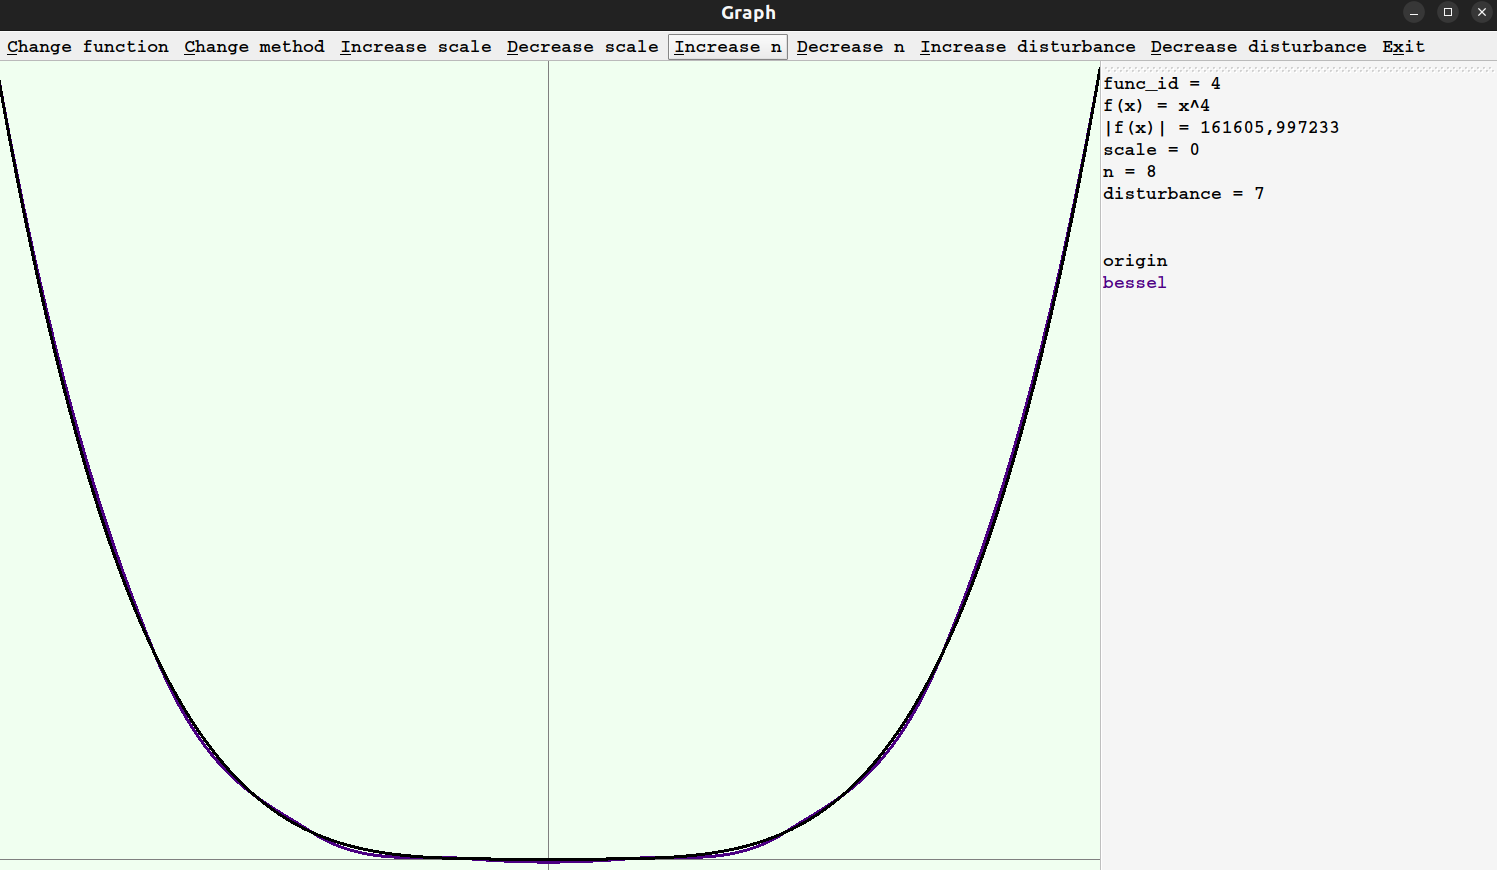 Graph
Change function Change method Increase scale Decrease scale Increase n Decrease n Increase disturbance Decrease disturbance Exit
func_id = 4
f(x) = x^4
|f(x)| = 161605,997233
scale = 0
n = 8
disturbance = 7
origin
bessel